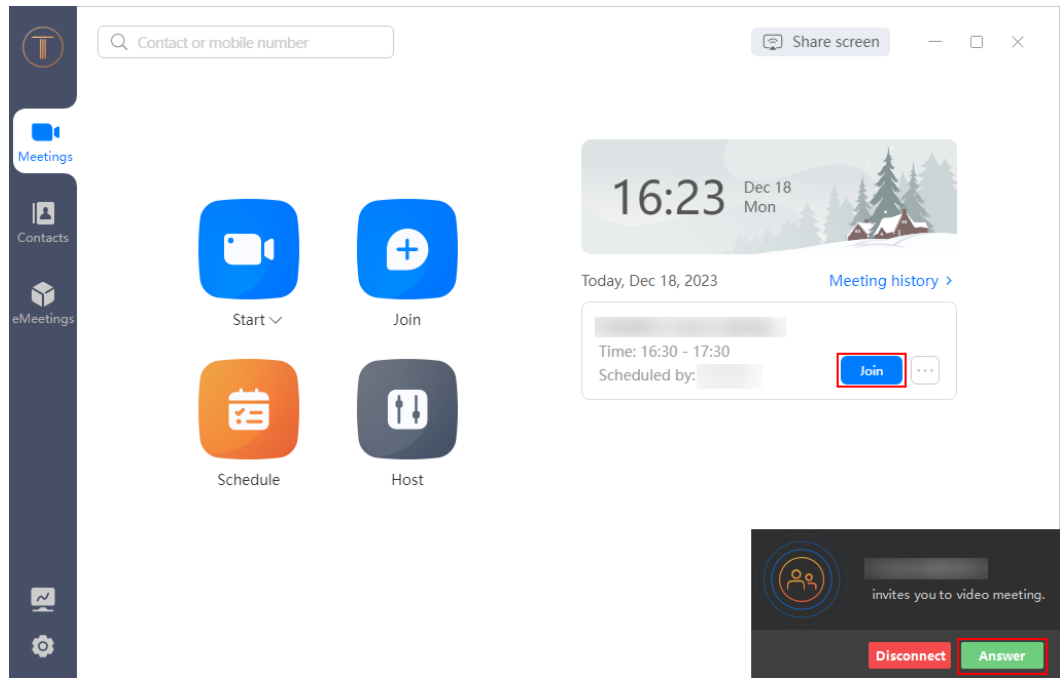 Contact or mobile number
Share screen
Meetings
Contacts
eMeetings
Start
Join
Schedule
Host
16:23
Dec 18
Mon
Today, Dec 18, 2023
Meeting history
Time: 16:30 - 17:30
Scheduled by:
Join
invites you to video meeting.
Disconnect
Answer